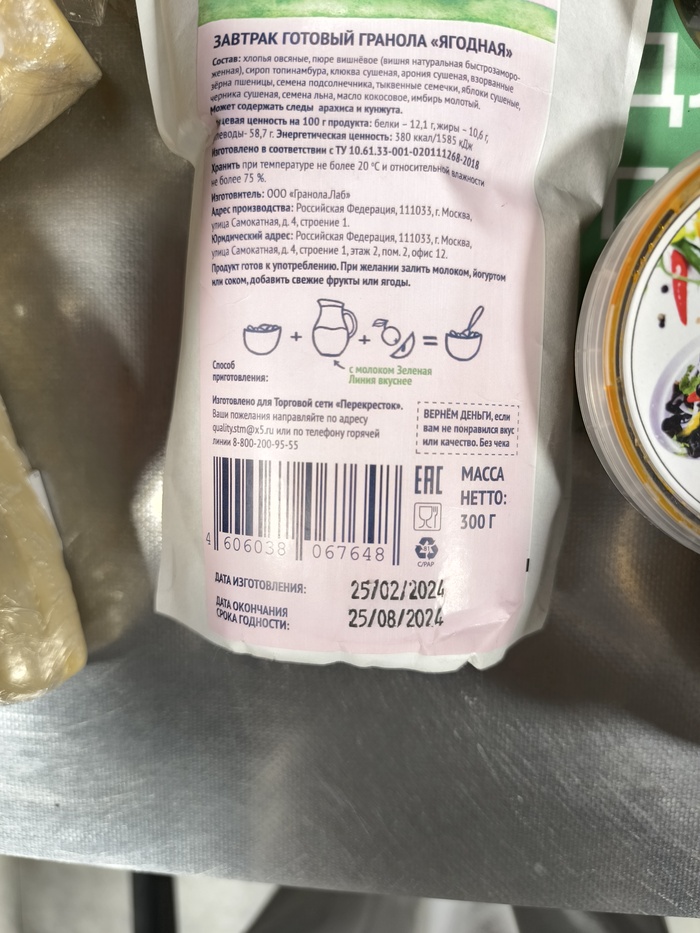 ЗАВТРАК ГОТОВЫЙ ГРАНОЛА «ЯГОДНАЯ»
Состав: хлопья овсяные, пюре вишнёвое (вишня натуральная быстрозаморо-
женная), сироп топинамбура, клюква сушеная, арония сушеная, взорванные
зёрна пшеницы, семена подсолнечника, тыквенные семечки, яблоки сушеные,
черника сушеная, семена льна, масло кокосовое, имбирь молотый.
Может содержать следы арахиса и кунжута.
ценность на 100 г продукта: белки – 12,1 г, жиры – 10,6 г,
углеводы- 58,7 г. Энергетическая ценность: 380 ккал/1585 кДж
Изготовлено в соответствии с ТУ 10.61.33-001-020111268-2018
Хранить при температуре не более 20 °С и относительной влажности
не более 75 %.
Изготовитель: ООО «Гранола.Лаб»
Адрес производства: Российская Федерация, 111033, г. Москва,
улица Самокатная, д. 4, строение 1.
Юридический адрес: Российская Федерация, 111033, г. Москва,
улица Самокатная, д. 4, строение 1, этаж 2, пом. 2, офис 12.
Продукт готов к употреблению. При желании залить молоком, йогуртом
или соком, добавить свежие фрукты или ягоды.
+ + =
Способ
приготовления:
с молоком Зеленая
Линия вкуснее
Изготовлено для Торговой сети «Перекресток».
Ваши пожелания направляйте по адресу
quality.stm@x5.ru или по телефону горячей
линии 8-800-200-95-55
ВЕРНЁМ ДЕНЬГИ, если
вам не понравился вкус
или качество. Без чека
EAC
МАССА
НЕТТО:
300 Г
4 606038 067648
81
C/PAP
ДАТА ИЗГОТОВЛЕНИЯ:
25/02/2024
ДАТА ОКОНЧАНИЯ
СРОКА ГОДНОСТИ:
25/08/2024